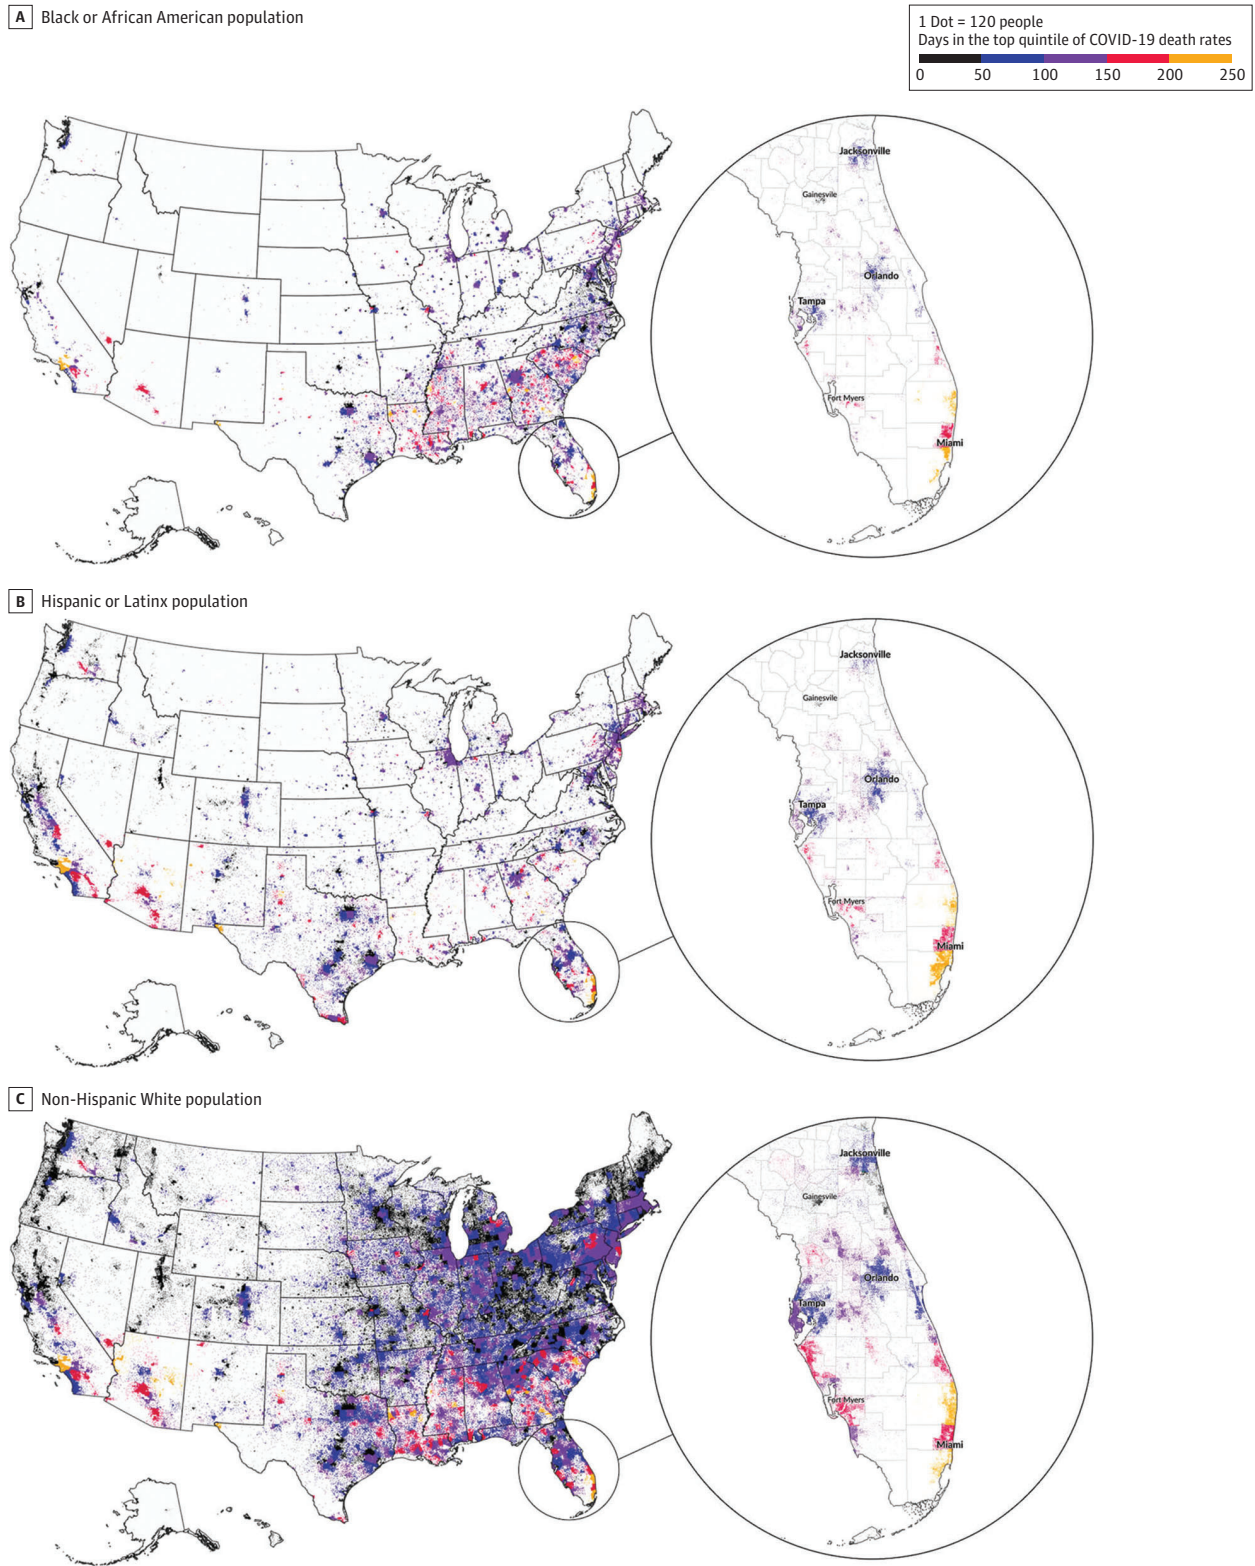 A Black or African American population
1 Dot = 120 people
Days in the top quintile of COVID-19 death rates
0 50 100 150 200 250
Jacksonville
Gainesvile
Orlando
Tampa
Fort Myers
Miami
B Hispanic or Latinx population
Jacksonville
Gainesvile
Orlando
Tampa
Fort Myers
Miami
C Non-Hispanic White population
Jacksonville
Gainesvile
Orlando
Tampa
Fort Myers
Miami